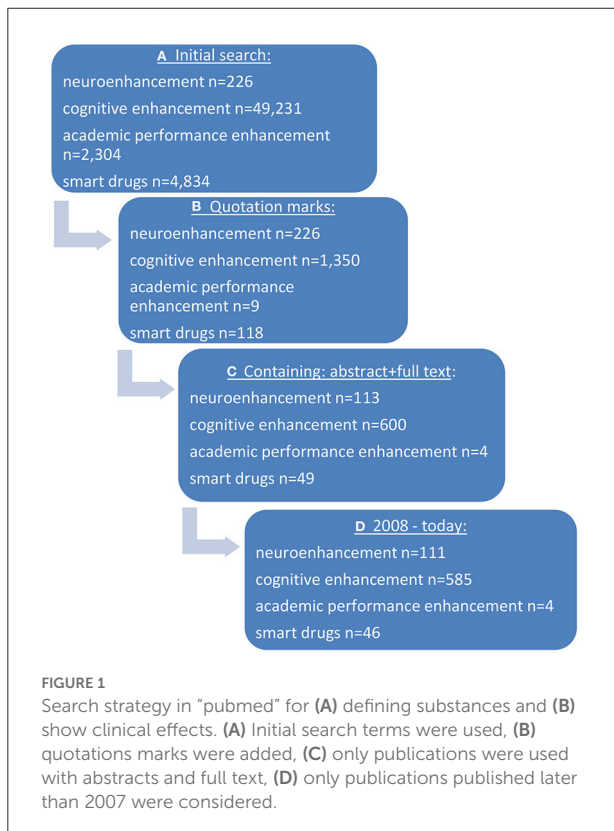 A Initial search:
neuroenhancement n=226
cognitive enhancement n=49,231
academic performance enhancement
n=2,304
smart drugs n=4,834
B Quotation marks:
neuroenhancement n=226
cognitive enhancement n=1,350
academic performance
enhancement n=9
smart drugs n=118
C Containing: abstract+full text:
neuroenhancement n=113
cognitive enhancement n=600
academic performance enhancement n=4
smart drugs n=49
D 2008 - today:
neuroenhancement n=111
cognitive enhancement n=585
academic performance enhancement n=4
smart drugs n=46
FIGURE 1
Search strategy in "pubmed" for (A) defining substances and (B)
show clinical effects. (A) Initial search terms were used, (B)
quotations marks were added, (C) only publications were used
with abstracts and full text, (D) only publications published later
than 2007 were considered.